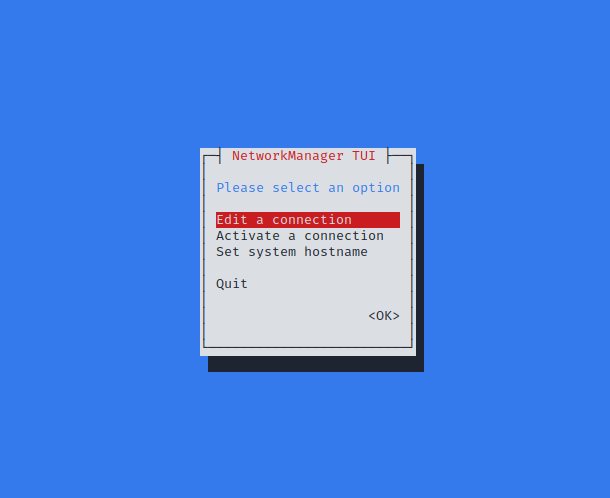 NetworkManager TUI
Please select an option
Edit a connection
Activate a connection
Set system hostname
Quit
<OK>